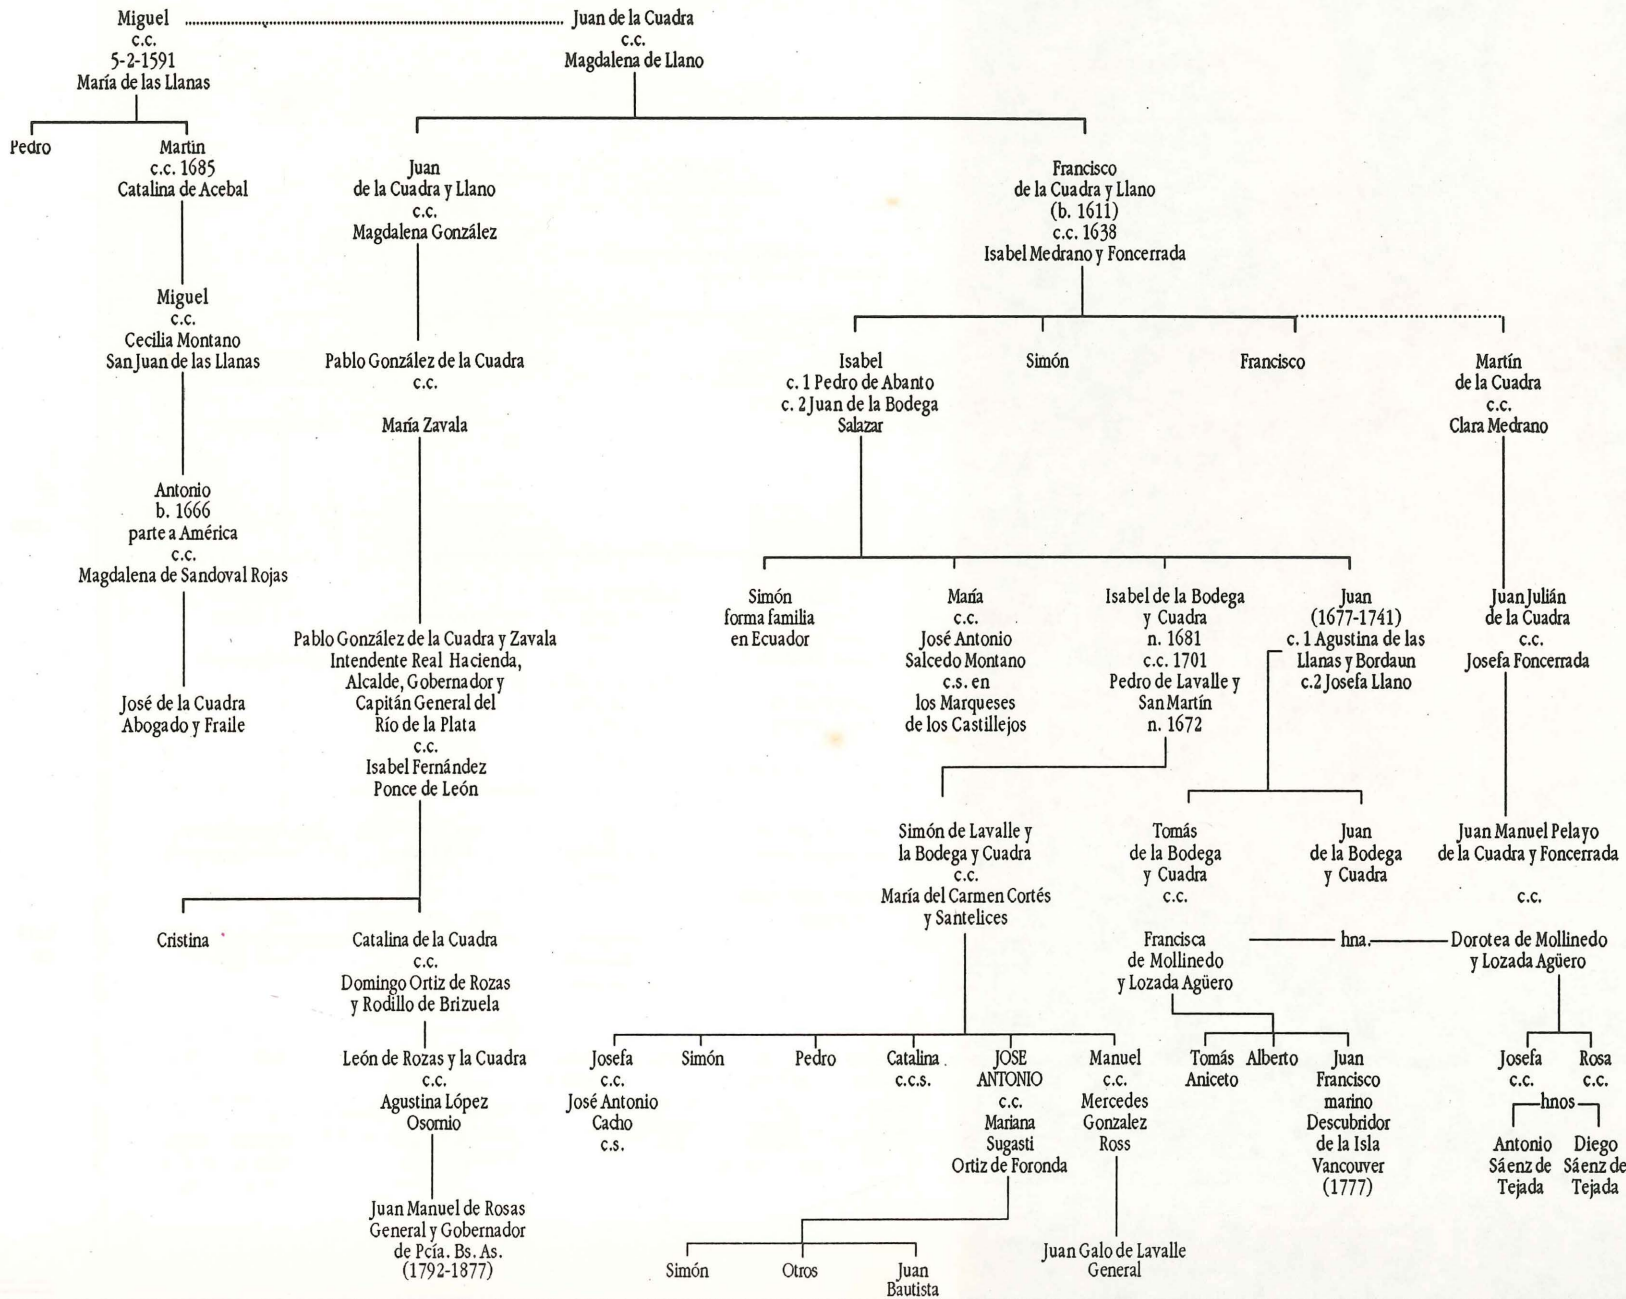 Miguel
c.c.
5-2-1591
María de las Llanas
Juan de la Cuadra
c.c.
Magdalena de Llano
Pedro
Martín
c.c. 1685
Catalina de Acebal
Juan
de la Cuadra y Llano
c.c.
Magdalena González
Francisco
de la Cuadra y Llano
(b. 1611)
c.c. 1638
Isabel Medrano y Foncerrada
Miguel
c.c.
Cecilia Montano
San Juan de las Llanas
Pablo González de la Cuadra
c.c.
María Zavala
Isabel
c. 1 Pedro de Abanto
c. 2 Juan de la Bodega
Salazar
Simón
Francisco
Martín
de la Cuadra
c.c.
Clara Medrano
Antonio
b. 1666
parte a América
c.c.
Magdalena de Sandoval Rojas
José de la Cuadra
Abogado y Fraile
Pablo González de la Cuadra y Zavala
Intendente Real Hacienda,
Alcalde, Gobernador y
Capitán General del
Río de la Plata
c.c.
Isabel Fernández
Ponce de León
Simón
forma familia
en Ecuador
María
c.c.
José Antonio
Salcedo Montano
c.s. en
los Marqueses
de los Castillejos
Isabel de la Bodega
y Cuadra
n. 1681
c.c. 1701
Pedro de Lavalle y
San Martín
n. 1672
Juan
(1677-1741)
c. 1 Agustina de las
Llanas y Bordaun
c.2 Josefa Llano
Juan Julián
de la Cuadra
c.c.
Josefa Foncerrada
Simón de Lavalle y
la Bodega y Cuadra
c.c.
María del Carmen Cortés
y Santelices
Tomás
de la Bodega
y Cuadra
c.c.
Juan
de la Bodega
y Cuadra
Juan Manuel Pelayo
de la Cuadra y Foncerrada
c.c.
Cristina
Catalina de la Cuadra
c.c.
Domingo Ortiz de Rozas
y Rodillo de Brizuela
Francisca
de Mollinedo
y Lozada Agüero
hna.
Dorotea de Mollinedo
y Lozada Agüero
León de Rozas y la Cuadra
c.c.
Agustina López
Osornio
Josefa
c.c.
José Antonio
Cacho
c.s.
Simón
Pedro
Catalina
c.c.s.
JOSE
ANTONIO
c.c.
Mariana
Sugasti
Ortiz de Foronda
Manuel
c.c.
Mercedes
Gonzalez
Ross
Tomás
Aniceto
Alberto
Juan
Francisco
marino
Descubridor
de la Isla
Vancouver
(1777)
Josefa
c.c.
Rosa
c.c.
hnos
Antonio
Sáenz de
Tejada
Diego
Sáenz de
Tejada
Juan Manuel de Rosas
General y Gobernador
de Pcía. Bs. As.
(1792-1877)
Simón
Otros
Juan
Bautista
Juan Galo de Lavalle
General